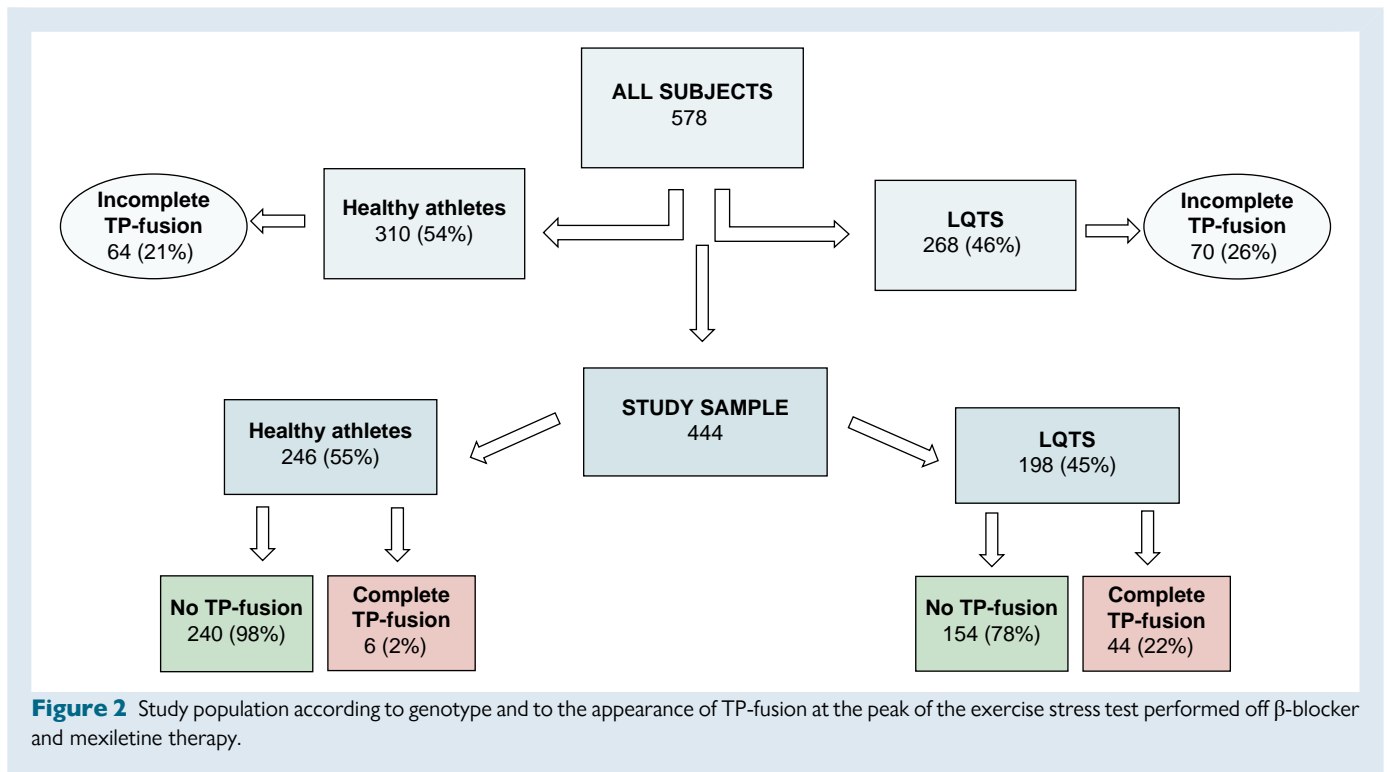 ALL SUBJECTS
578
Incomplete
TP-fusion
64 (21%)
Healthy athletes
310 (54%)
LQTS
268 (46%)
Incomplete
TP-fusion
70 (26%)
STUDY SAMPLE
444
Healthy athletes
246 (55%)
LQTS
198 (45%)
No TP-fusion
240 (98%)
Complete
TP-fusion
6 (2%)
No TP-fusion
154 (78%)
Complete
TP-fusion
44 (22%)
Figure 2 Study population according to genotype and to the appearance of TP-fusion at the peak of the exercise stress test performed off β-blocker
and mexiletine therapy.